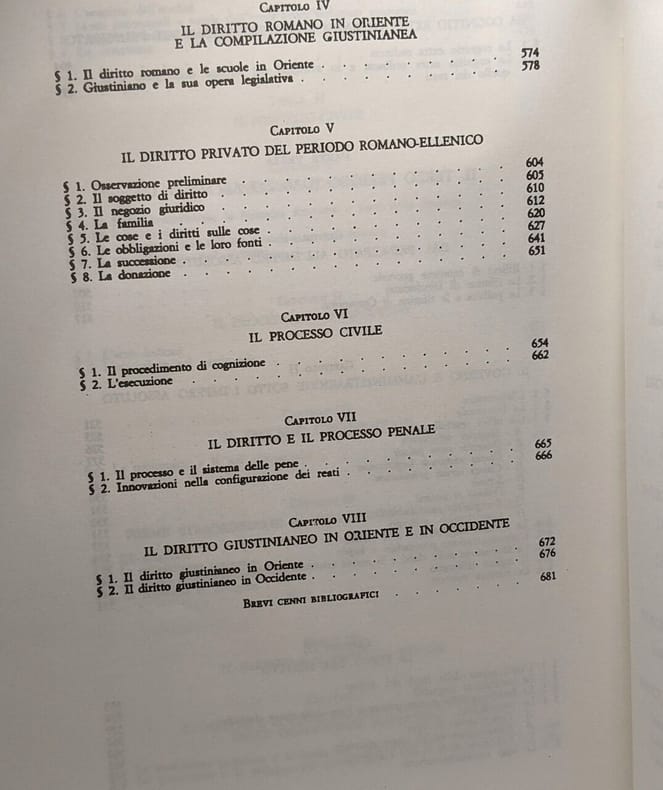 Capitolo IV
IL DIRITTO ROMANO IN ORIENTE
E LA COMPILAZIONE GIUSTINIANEA
§ 1. Il diritto romano e le scuole in Oriente . . . . . . . . 574
§ 2. Giustiniano e la sua opera legislativa . . . . . . . . . 578
Capitolo V
IL DIRITTO PRIVATO DEL PERIODO ROMANO-ELLENICO
§ 1. Osservazione preliminare . . . . . . . . . . 604
§ 2. Il soggetto di diritto . . . . . . . . . . 605
§ 3. Il negozio giuridico . . . . . . . . . . 610
§ 4. La familia . . . . . . . . . . 612
§ 5. Le cose e i diritti sulle cose . . . . . . . . . . 620
§ 6. Le obbligazioni e le loro fonti . . . . . . . . . . 627
§ 7. La successione . . . . . . . . . . 641
§ 8. La donazione . . . . . . . . . . 651
Capitolo VI
IL PROCESSO CIVILE
§ 1. Il procedimento di cognizione . . . . . . . . . 654
§ 2. L'esecuzione . . . . . . . . . . 662
Capitolo VII
IL DIRITTO E IL PROCESSO PENALE
§ 1. Il processo e il sistema delle pene . . . . . . . . 665
§ 2. Innovazioni nella configurazione dei reati . . . . . . . 666
Capitolo VIII
IL DIRITTO GIUSTINIANEO IN ORIENTE E IN OCCIDENTE
§ 1. Il diritto giustinianeo in Oriente . . . . . . . . . 672
§ 2. Il diritto giustinianeo in Occidente . . . . . . . . . 676
Brevi cenni bibliografici . . . . . . 681